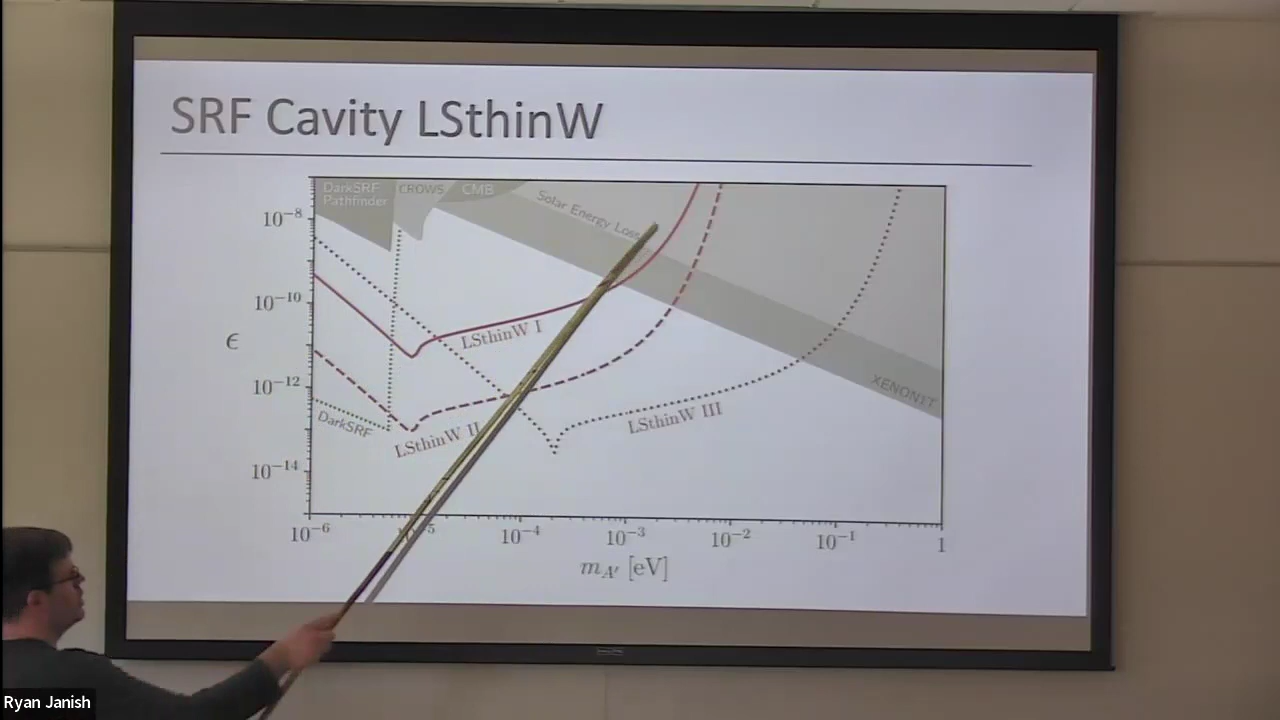 SRF Cavity LSthinW
DarkSRF
Pathfinder
CROWS
CMB
Solar Energy Loss
10⁻⁸
10⁻¹⁰
ϵ
10⁻¹²
10⁻¹⁴
LSthinW I
LSthinW II
LSthinW III
DarkSRF
XENON1T
10⁻⁶
10⁻⁴
10⁻³
10⁻²
10⁻¹
1
m_A′ [eV]
Ryan Janish